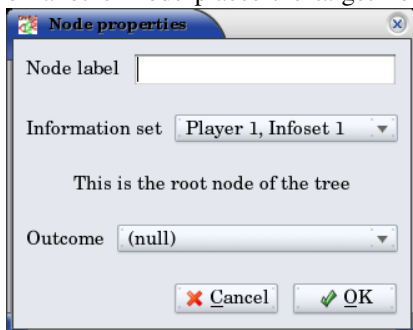 Node properties
Node label
Information set Player 1, Infoset 1
This is the root node of the tree
Outcome (null)
Cancel OK